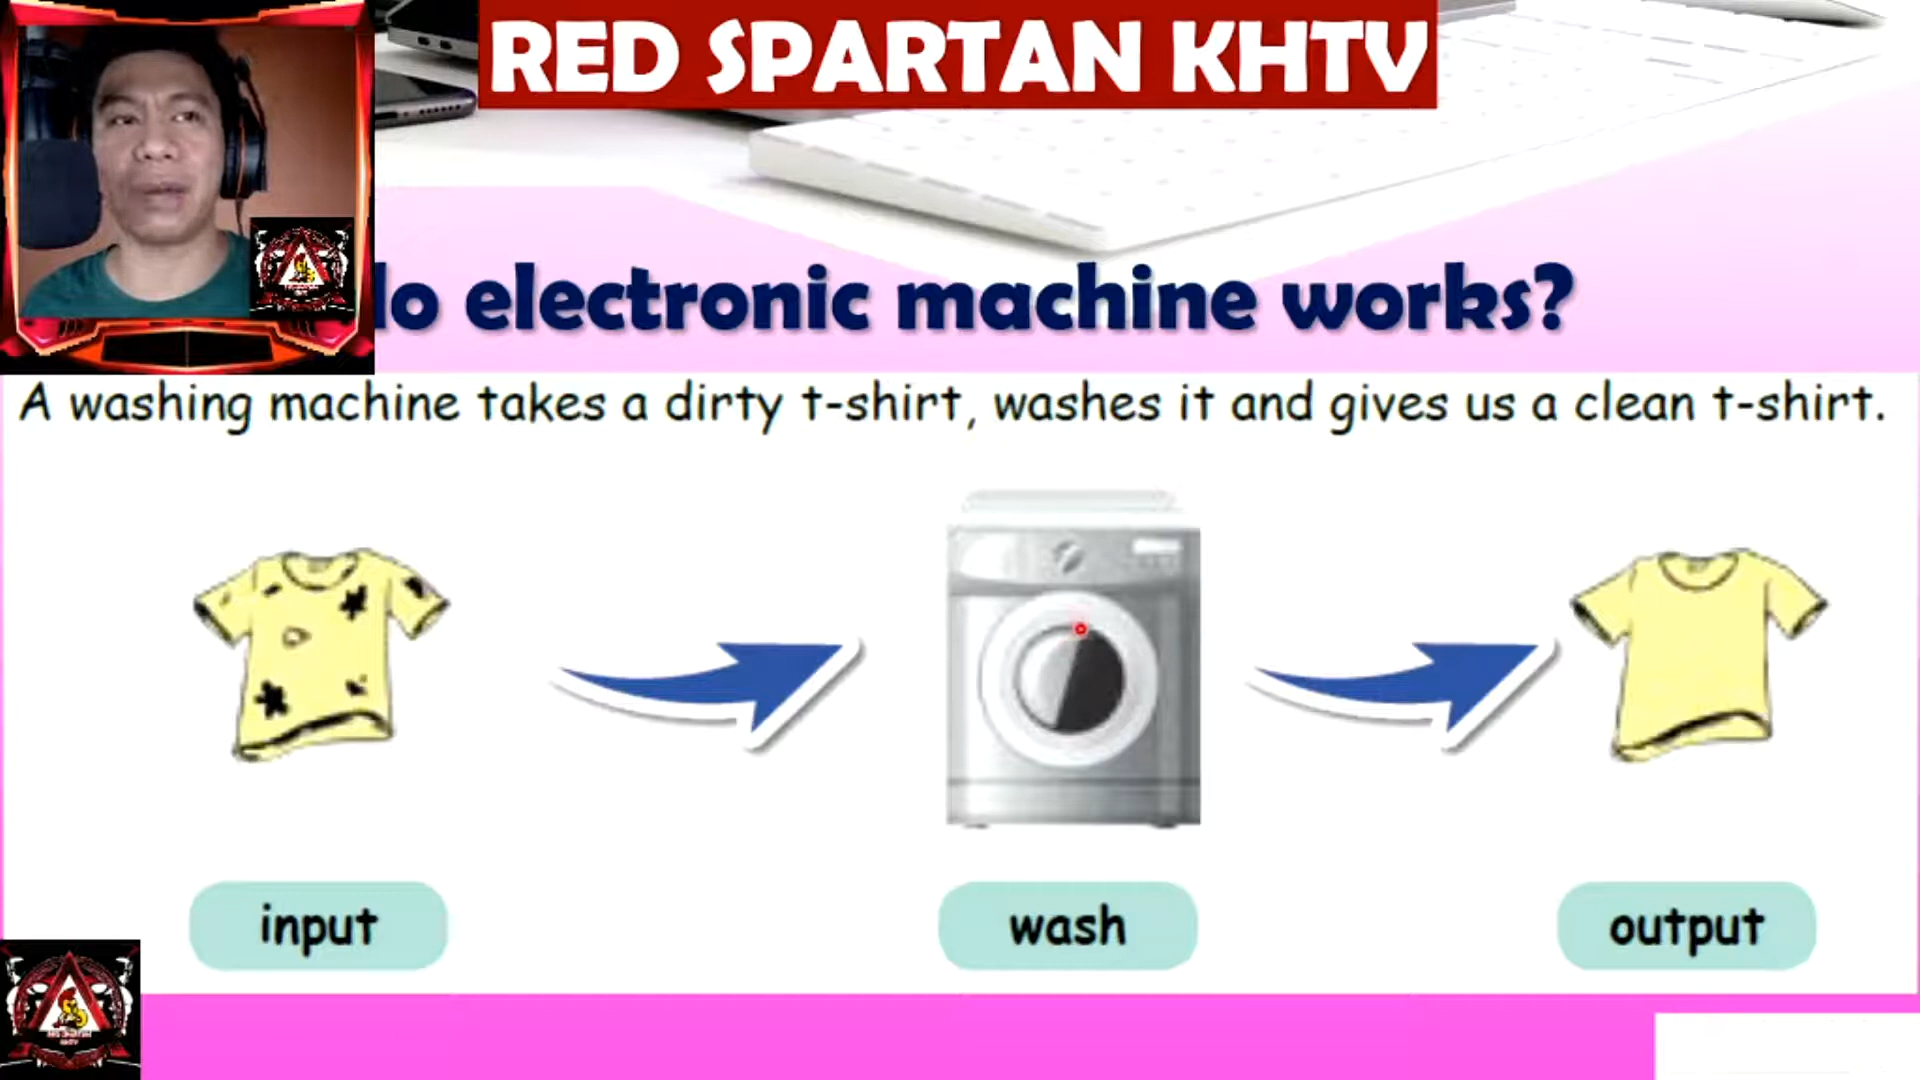 RED SPARTAN KHTV
do electronic machine works?
A washing machine takes a dirty t-shirt, washes it and gives us a clean t-shirt.
input
wash
output